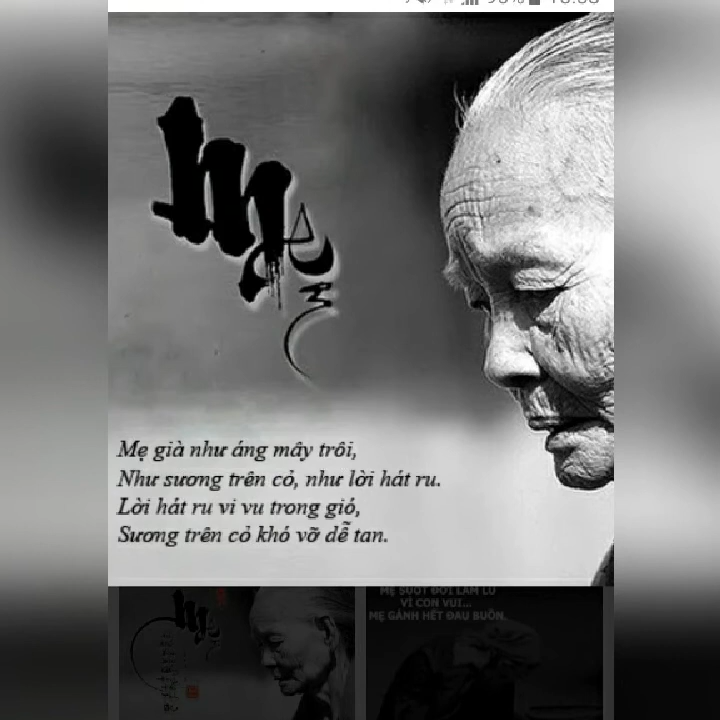 Mẹ
Mẹ già như áng mây trôi,
Như sương trên cỏ, như lời hát ru.
Lời hát ru vi vu trong gió,
Sương trên cỏ khó vỡ dễ tan.
MẸ SUỐT ĐỜI LAM LŨ
VÌ CON VUI...
MẸ GÁNH HẾT ĐAU BUỒN.